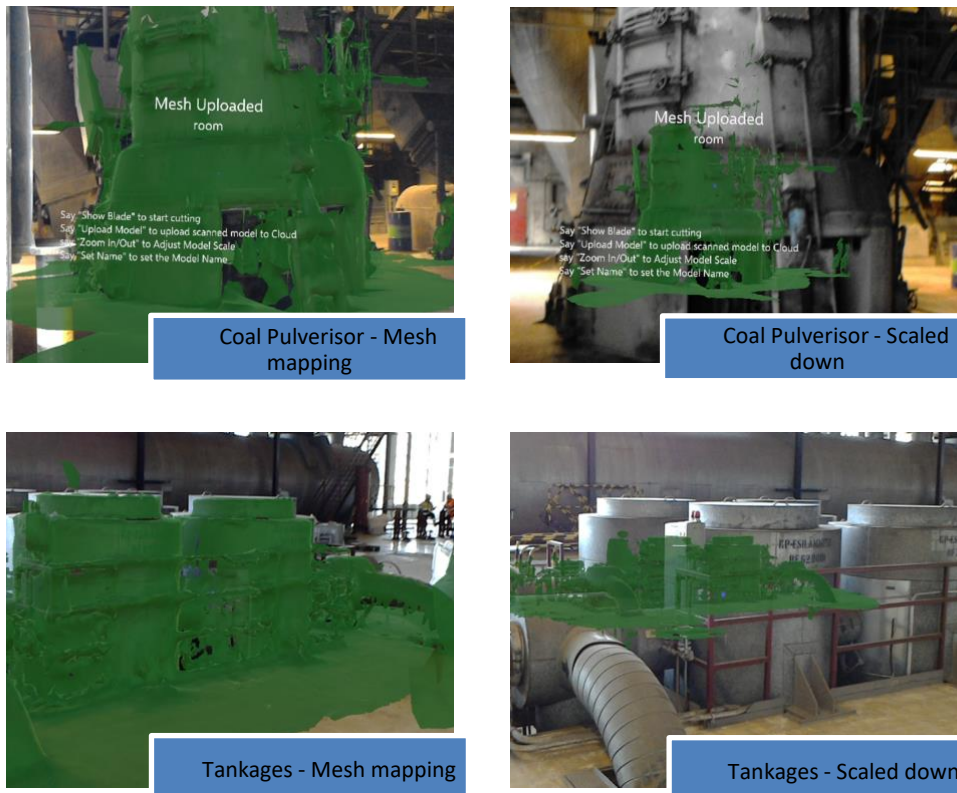 Mesh Uploaded
room
Say "Show Blade" to start cutting
Say "Upload Model" to upload scanned model to Cloud
say "Zoom In/Out" to Adjust Model Scale
Say "Set Name" to set the Model Name
Coal Pulverisor - Mesh
mapping
Mesh Uploaded
room
Say "Show Blade" to start cutting
Say "Upload Model" to upload scanned model to Cloud
say "Zoom In/Out" to Adjust Model Scale
Say "Set Name" to set the Model Name
Coal Pulverisor - Scaled
down
Tankages - Mesh mapping
Tankages - Scaled down